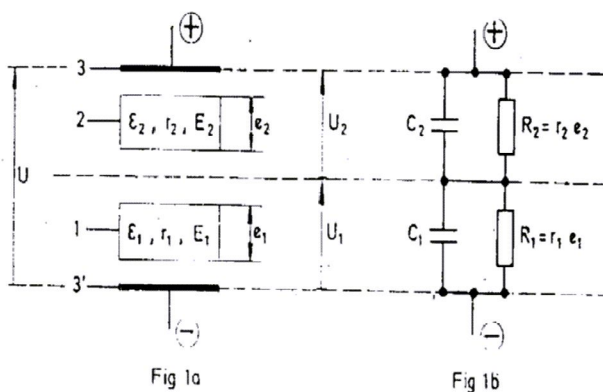 + +
3
2 ε₂ , r₂ , E₂ e₂ U₂ C₂ R₂ = r₂ e₂
U
1 ε₁ , r₁ , E₁ e₁ U₁ C₁ R₁ = r₁ e₁
3'
− −
Fig 1a Fig 1b